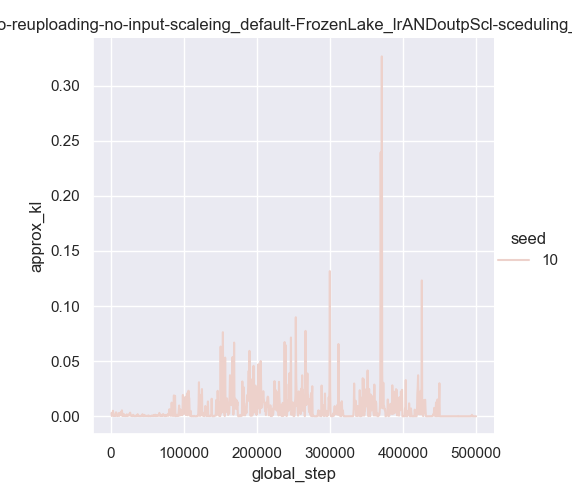 o-reuploading-no-input-scaleing_default-FrozenLake_lrANDoutpScl-sceduling_
0.30
0.25
0.20
0.15
0.10
0.05
0.00
approx_kl
0 100000 200000 300000 400000 500000
global_step
seed
10